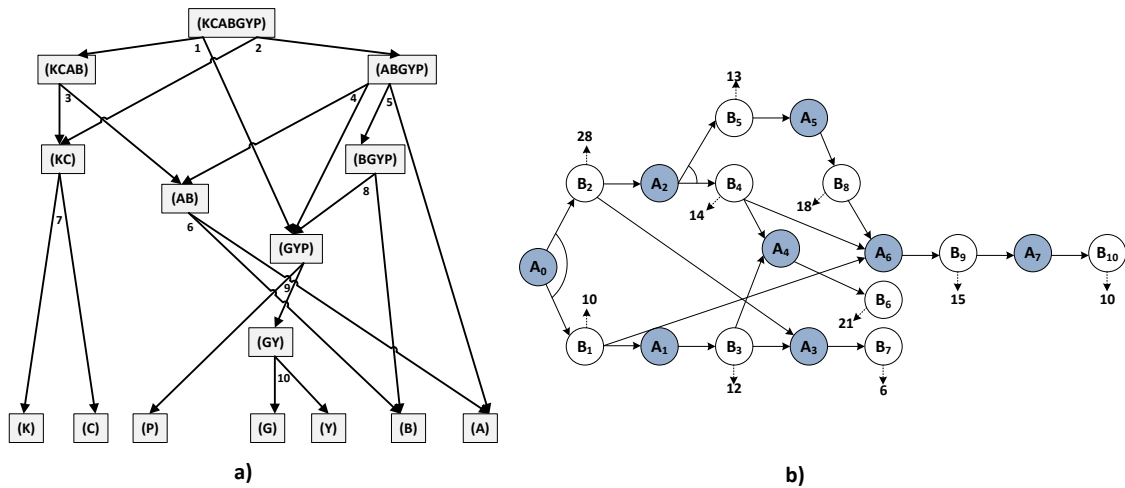 (KCABGYP)
1
2
(KCAB)
(ABGYP)
3
4
5
(KC)
(BGYP)
(AB)
8
7
6
(GYP)
9
(GY)
10
(K)
(C)
(P)
(G)
(Y)
(B)
(A)
a)
13
B5
A5
28
B2
A2
B4
B8
14
18
A0
A4
A6
B9
A7
B10
10
B6
15
10
21
B1
A1
B3
A3
B7
12
6
b)